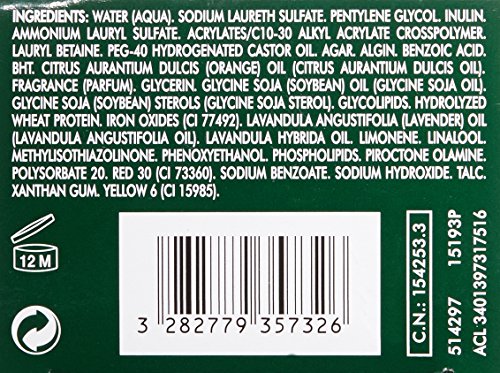 INGREDIENTS: WATER (AQUA). SODIUM LAURETH SULFATE. PENTYLENE GLYCOL. INULIN.
AMMONIUM LAURYL SULFATE. ACRYLATES/C10-30 ALKYL ACRYLATE CROSSPOLYMER.
LAURYL BETAINE. PEG-40 HYDROGENATED CASTOR OIL. AGAR. ALGIN. BENZOIC ACID.
BHT. CITRUS AURANTIUM DULCIS (ORANGE) OIL (CITRUS AURANTIUM DULCIS OIL).
FRAGRANCE (PARFUM). GLYCERIN. GLYCINE SOJA (SOYBEAN) OIL (GLYCINE SOJA OIL).
GLYCINE SOJA (SOYBEAN) STEROLS (GLYCINE SOJA STEROL). GLYCOLIPIDS. HYDROLYZED
WHEAT PROTEIN. IRON OXIDES (CI 77492). LAVANDULA ANGUSTIFOLIA (LAVENDER) OIL
(LAVANDULA ANGUSTIFOLIA OIL). LAVANDULA HYBRIDA OIL. LIMONENE. LINALOOL.
METHYLISOTHIAZOLINONE. PHENOXYETHANOL. PHOSPHOLIPIDS. PIROCTONE OLAMINE.
POLYSORBATE 20. RED 30 (CI 73360). SODIUM BENZOATE. SODIUM HYDROXIDE. TALC.
XANTHAN GUM. YELLOW 6 (CI 15985).
12 M
3 282779 357326
C.N.: 154253.3
514297 15193P
ACL 3401397317516